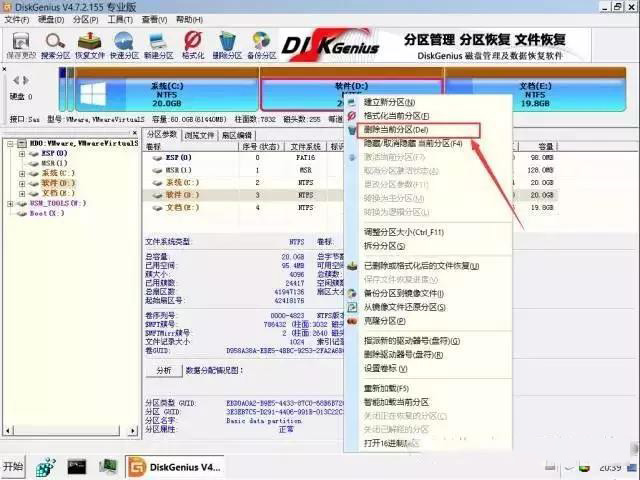 DiskGenius V4.7.2.155 专业版
硬盘(D) 分区(P) 工具(T) 查看(V) 帮助(H)
保存更改 搜索分区 恢复文件 快速分区 新建分区 格式化 删除分区 备份分区
DISKGenius
分区管理 分区恢复 文件恢复
DiskGenius 磁盘管理及数据恢复软件
硬盘 0
系统(C:)
NTFS
20.0GB
软件(D:)
NTFS
文档(E:)
NTFS
19.8GB
接口:Sas 型号:VMware,VMwareVirtualS 容量:60.0GB(61440MB) 柱面数:7832 磁头数:255
HD0:VMware,VMwareVirtualS
ESP(0)
MSR(1)
系统(C:)
软件(D:)
文档(E:)
USM_TOOLS(W:)
Boot(X:)
分区参数 浏览文件 扇区编辑
卷标 序号(状态) 文件系统 容量
ESP(0) 0 FAT16 98.0MB
MSR(1) 1 MSR 128.0MB
系统(C:) 2 NTFS 20.0GB
软件(D:) 3 NTFS 20.0GB
文档(E:) 4 NTFS 19.8GB
文件系统类型: NTFS 卷标:
总容量: 20.0GB 总字节
已用空间: 95.4MB 可用空间:
簇大小: 4096 总簇数:
已用簇数: 24417 空闲簇数
总扇区数: 41947136 扇区大小
起始扇区号: 42418176
卷序列号: 0000-4823 NTFS版本
$MFT簇号: 786432 (柱面:3032 磁头
$MFTMirr簇号: 2 (柱面:2640 磁头
文件记录大小: 1024 索引记录
卷GUID:
分析 数据分配情况图:
分区类型 GUID:
分区 GUID:
分区名字: Basic data partition
分区属性: 正常
建立新分区(N)
格式化当前分区(F)
删除当前分区(Del)
隐藏/取消隐藏 当前分区(F4)
激活当前分区(F7)
取消分区激活状态(A)
更改分区参数(F11)
转换为主分区(M)
转换为逻辑分区(L)
调整分区大小(Ctrl_F11)
拆分分区(S)
已删除或格式化后的文件恢复(U)
保存文件恢复进度(V)
备份分区到镜像文件(I)
从镜像文件还原分区(S)
克隆分区(P)
指派新的驱动器号(盘符)(G)
删除驱动器号(盘符)(R)
设置卷标 (V)
重新加载(F5)
智能加载当前分区
关闭正在恢复的分区(C)
关闭已解释的分区
打开16进制
开始 DiskGenius V4... 20:39